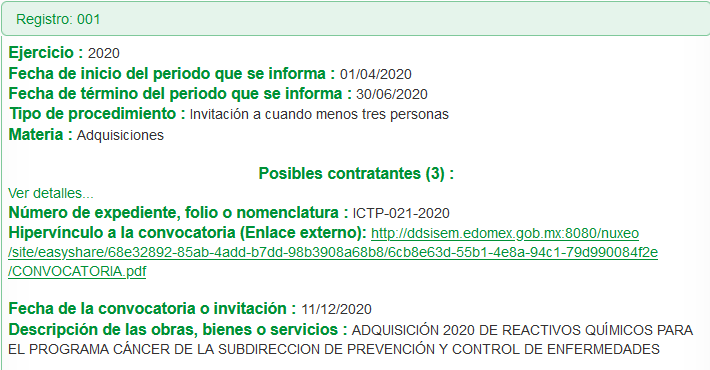 Registro: 001
Ejercicio : 2020
Fecha de inicio del periodo que se informa : 01/04/2020
Fecha de término del periodo que se informa : 30/06/2020
Tipo de procedimiento : Invitación a cuando menos tres personas
Materia : Adquisiciones
Posibles contratantes (3) :
Ver detalles...
Número de expediente, folio o nomenclatura : ICTP-021-2020
Hipervínculo a la convocatoria (Enlace externo): http://ddsisem.edomex.gob.mx:8080/nuxeo
/site/easyshare/68e32892-85ab-4add-b7dd-98b3908a68b8/6cb8e63d-55b1-4e8a-94c1-79d990084f2e
/CONVOCATORIA.pdf
Fecha de la convocatoria o invitación : 11/12/2020
Descripción de las obras, bienes o servicios : ADQUISICIÓN 2020 DE REACTIVOS QUÍMICOS PARA
EL PROGRAMA CÁNCER DE LA SUBDIRECCION DE PREVENCIÓN Y CONTROL DE ENFERMEDADES